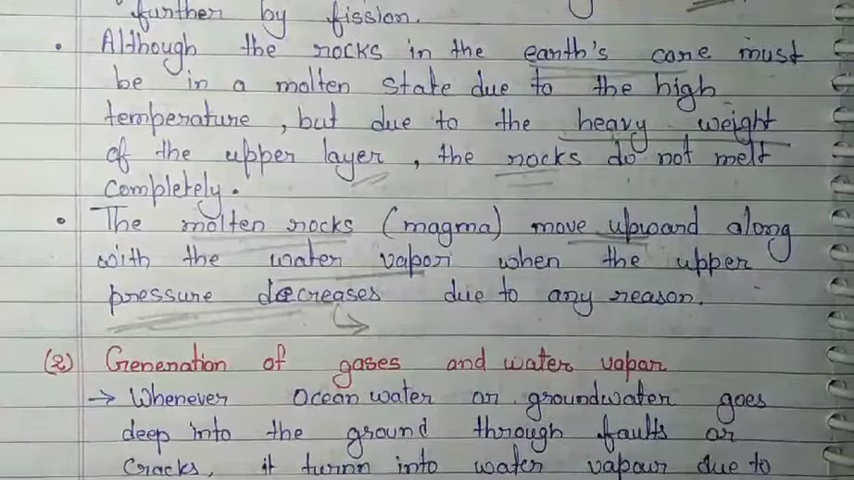 further by fission.
• Although the rocks in the earth's core must
be in a molten state due to the high
temperature, but due to the heavy weight
of the upper layer, the rocks do not melt
completely.
• The molten rocks (magma) move upward along
with the water vapor when the upper
pressure decreases due to any reason.
(2) Generation of gases and water vapar
→ Whenever ocean water or groundwater goes
deep into the ground through faults or
cracks, it turnn into water vapour due to